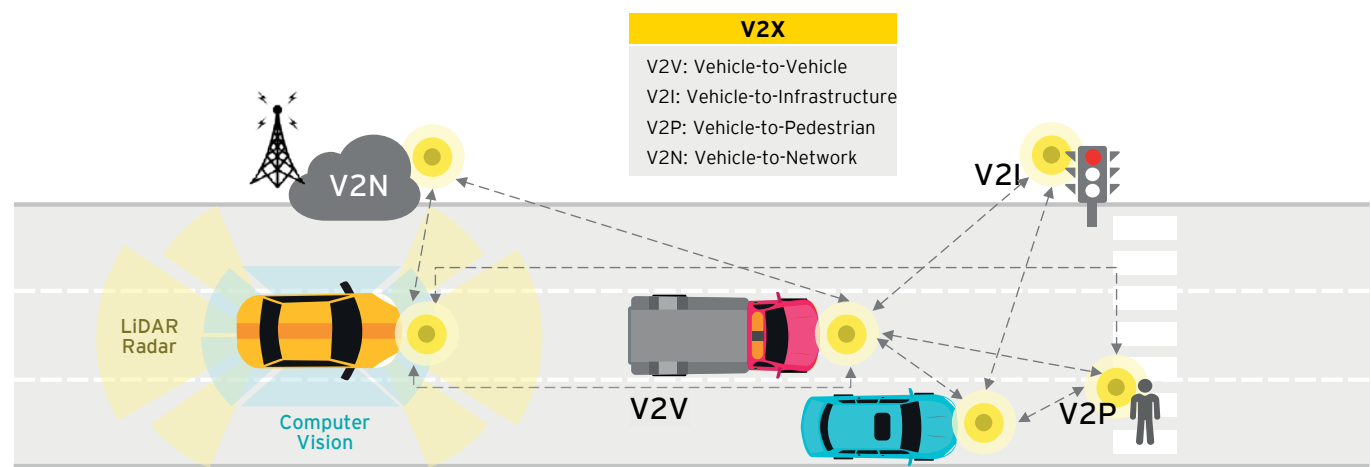 V2X
V2V: Vehicle-to-Vehicle
V2I: Vehicle-to-Infrastructure
V2P: Vehicle-to-Pedestrian
V2N: Vehicle-to-Network
V2N
V2I
LiDAR
Radar
Computer
Vision
V2V
V2P